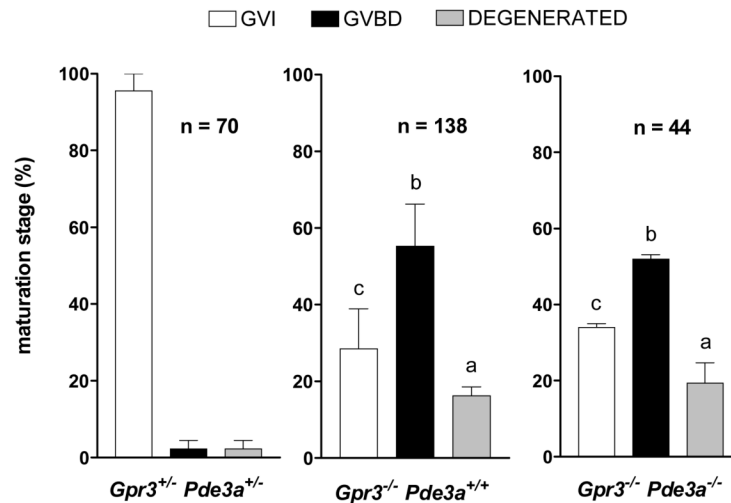 GVI GVBD DEGENERATED
maturation stage (%)
100
80
60
40
20
0
n = 70
Gpr3+/- Pde3a+/-
100
80
60
40
20
0
n = 138
c
b
a
Gpr3-/- Pde3a+/+
100
80
60
40
20
0
n = 44
c
b
a
Gpr3-/- Pde3a-/-